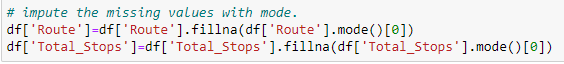 # impute the missing values with mode.
df['Route']=df['Route'].fillna(df['Route'].mode()[0])
df['Total_Stops']=df['Total_Stops'].fillna(df['Total_Stops'].mode()[0])